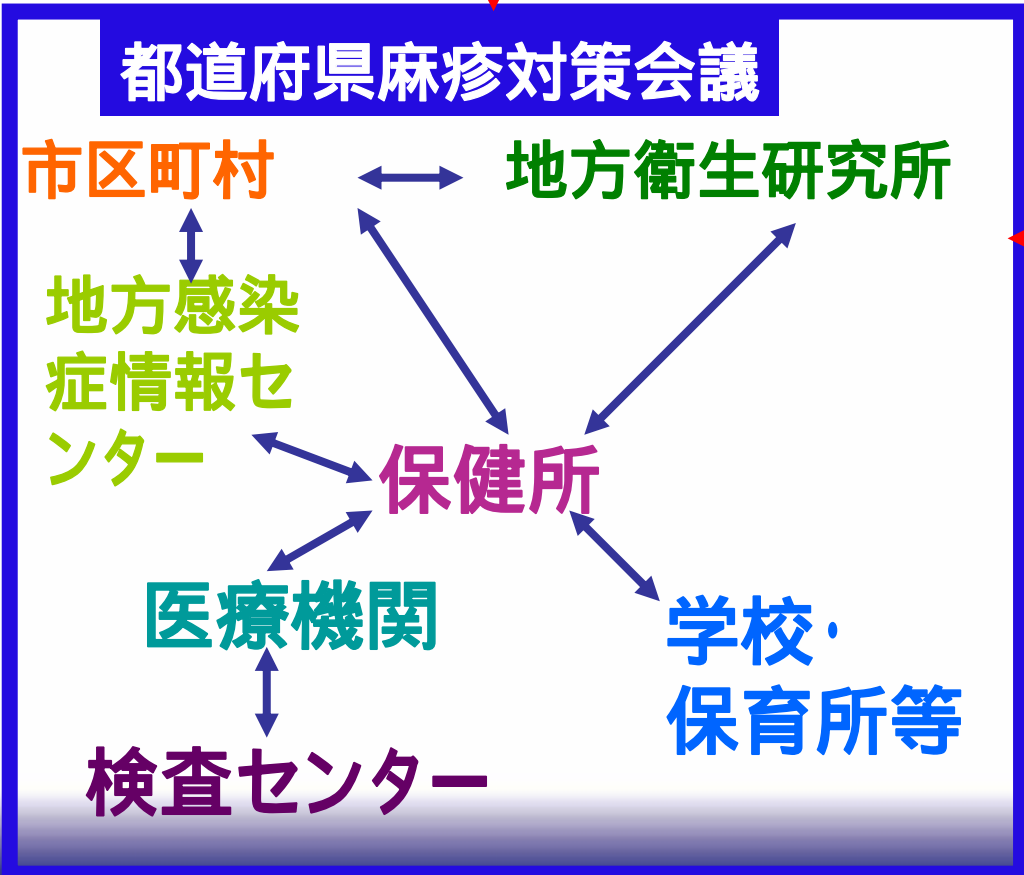 都道府県麻疹対策会議
市区町村
地方衛生研究所
地方感染
症情報セ
ンター
保健所
医療機関
学校・
保育所等
検査センター